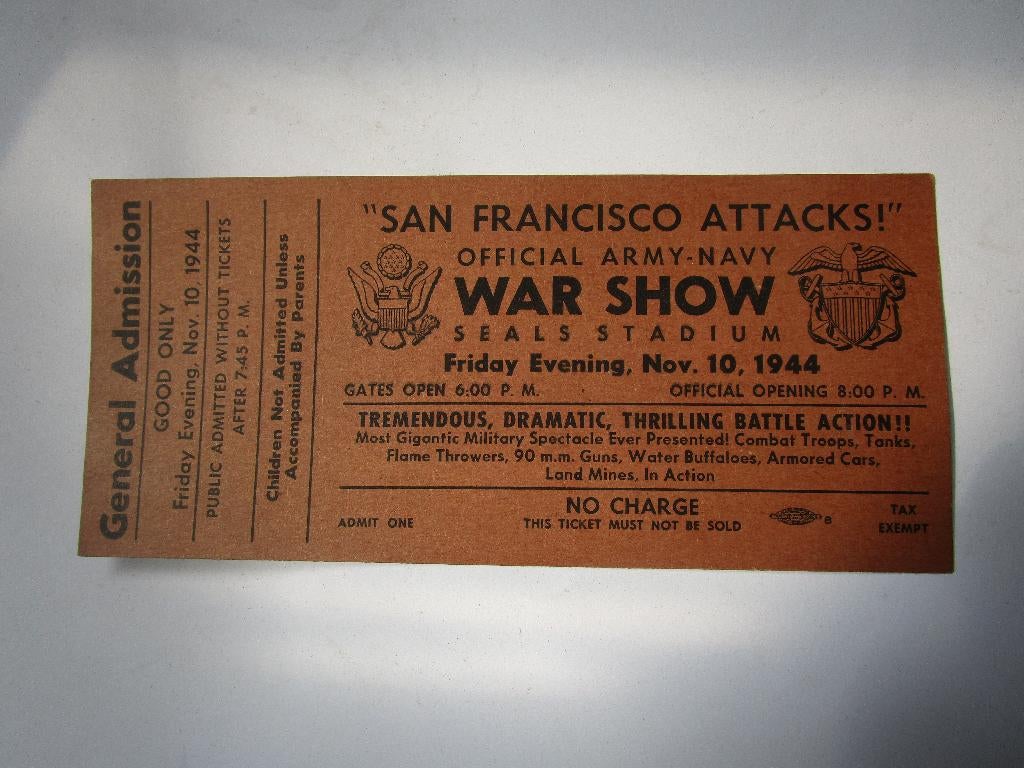 General Admission
GOOD ONLY
Friday Evening, Nov. 10, 1944
PUBLIC ADMITTED WITHOUT TICKETS
AFTER 7:45 P. M.
Children Not Admitted Unless
Accompanied By Parents
"SAN FRANCISCO ATTACKS!"
OFFICIAL ARMY-NAVY
WAR SHOW
SEALS STADIUM
Friday Evening, Nov. 10, 1944
GATES OPEN 6:00 P. M. OFFICIAL OPENING 8:00 P. M.
TREMENDOUS, DRAMATIC, THRILLING BATTLE ACTION!!
Most Gigantic Military Spectacle Ever Presented! Combat Troops, Tanks,
Flame Throwers, 90 m.m. Guns, Water Buffaloes, Armored Cars,
Land Mines, In Action
NO CHARGE
ADMIT ONE THIS TICKET MUST NOT BE SOLD 8 TAX
EXEMPT